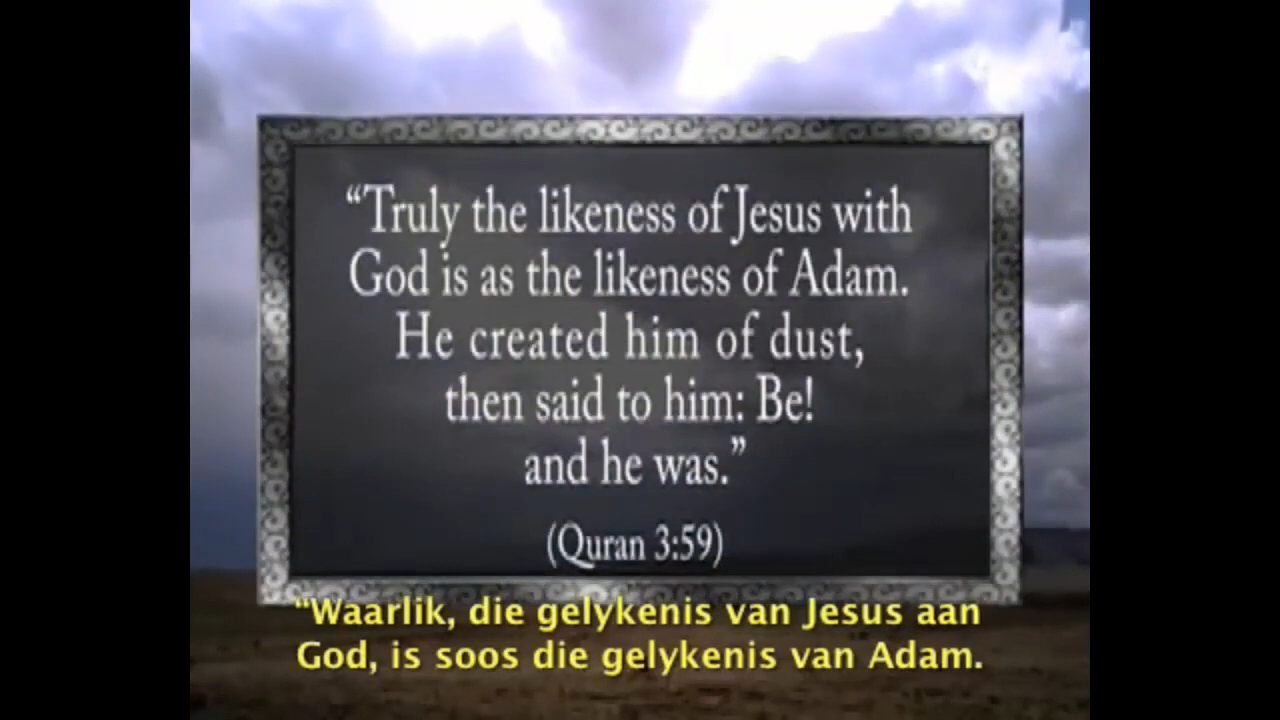 “Truly the likeness of Jesus with
God is as the likeness of Adam.
He created him of dust,
then said to him: Be!
and he was.”
(Quran 3:59)
“Waarlik, die gelykenis van Jesus aan
God, is soos die gelykenis van Adam.